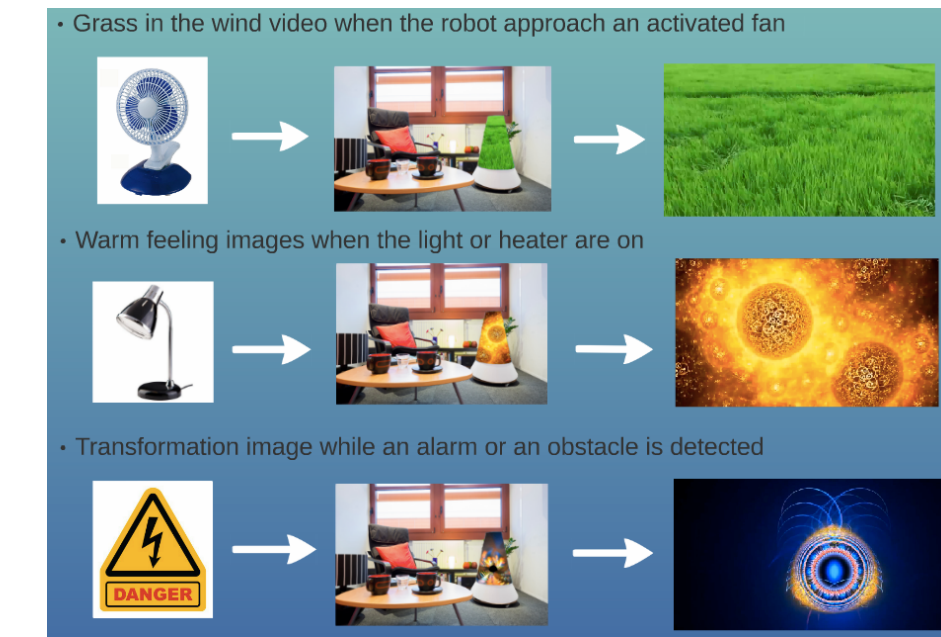 • Grass in the wind video when the robot approach an activated fan
• Warm feeling images when the light or heater are on
• Transformation image while an alarm or an obstacle is detected
DANGER